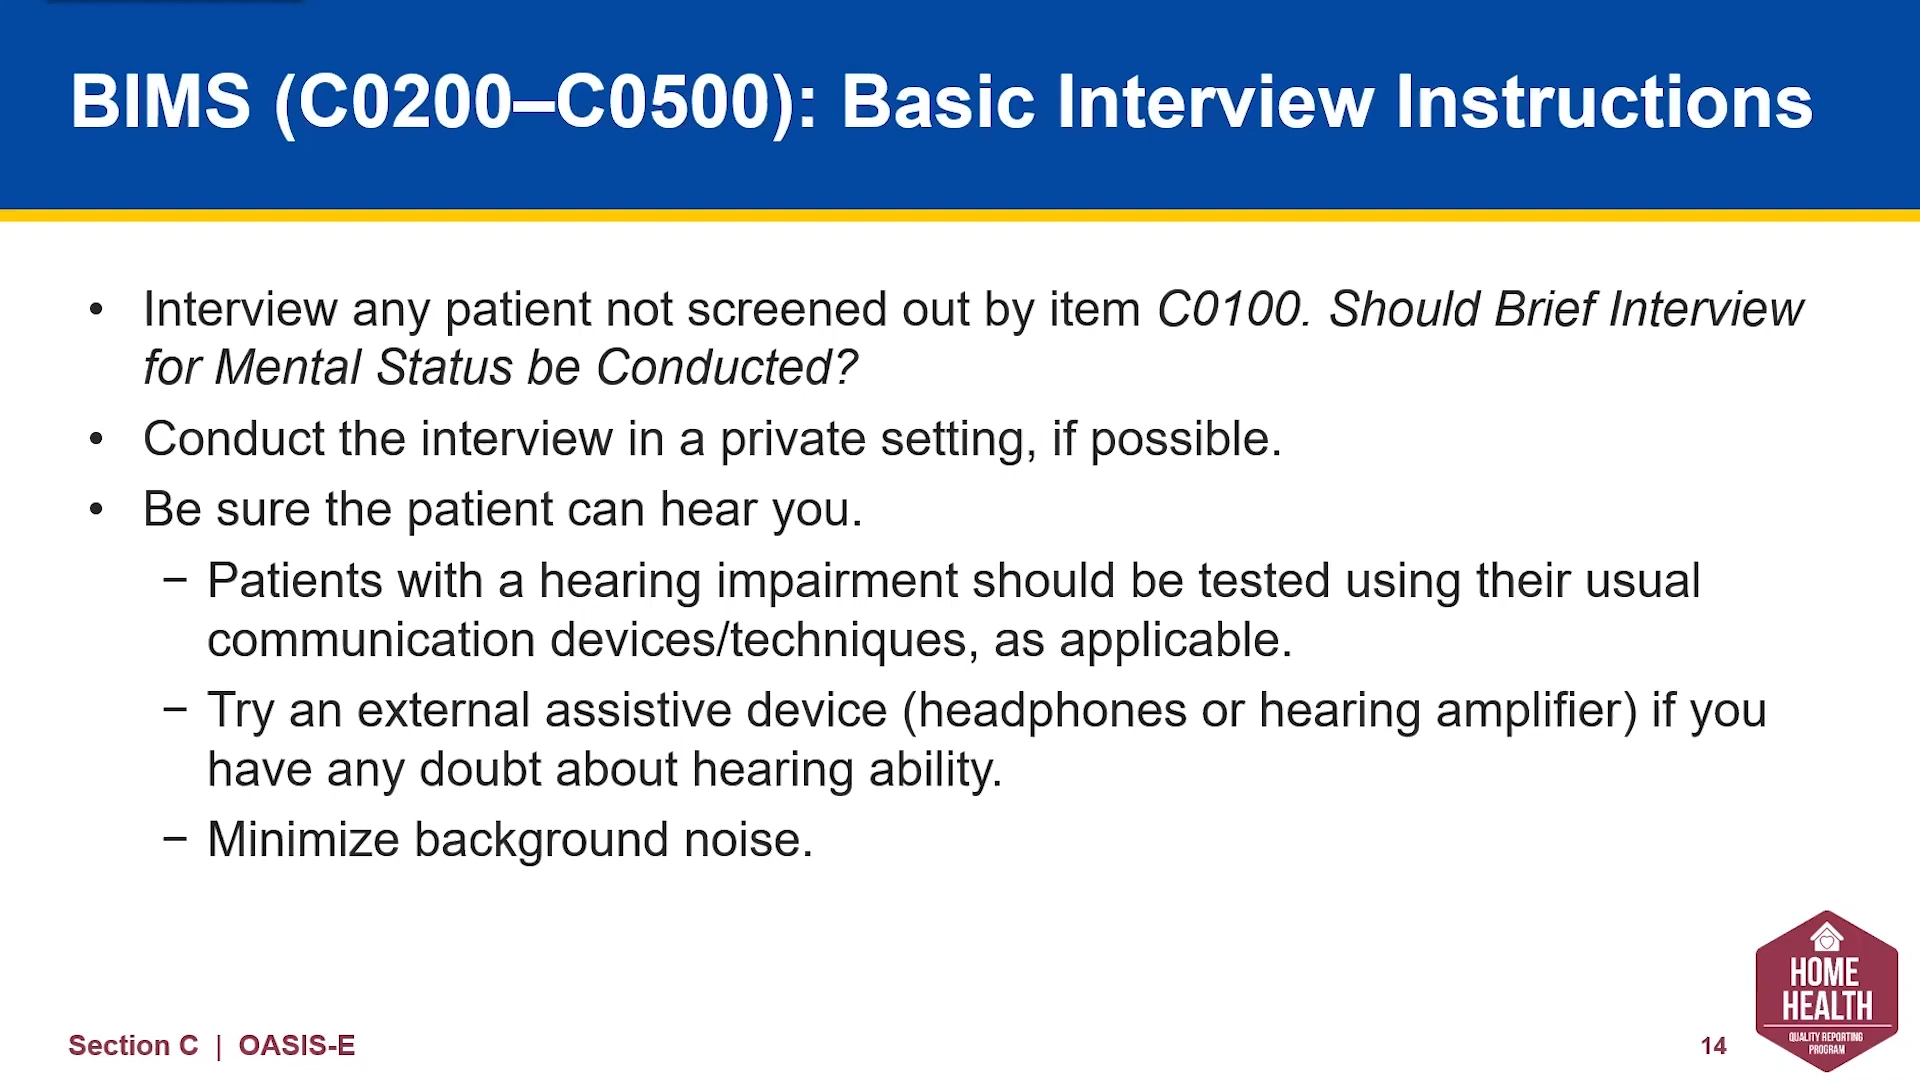 BIMS (C0200–C0500): Basic Interview Instructions
• Interview any patient not screened out by item C0100. Should Brief Interview
for Mental Status be Conducted?
• Conduct the interview in a private setting, if possible.
• Be sure the patient can hear you.
− Patients with a hearing impairment should be tested using their usual
communication devices/techniques, as applicable.
− Try an external assistive device (headphones or hearing amplifier) if you
have any doubt about hearing ability.
− Minimize background noise.
Section C | OASIS-E
14
HOME
HEALTH
QUALITY REPORTING
PROGRAM